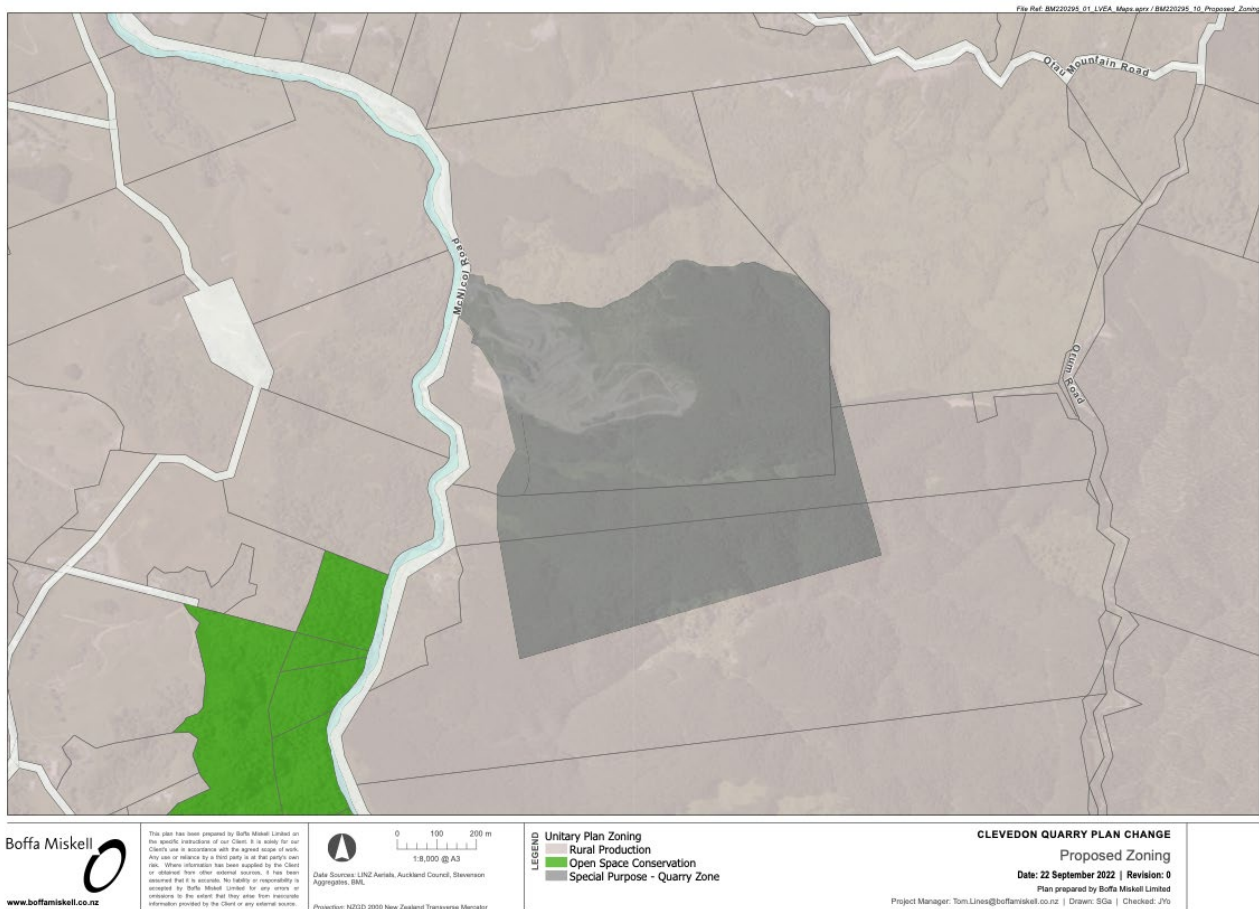 File Ref: BM220295_01_LVEA_Maps.aprx / BM220295_10_Proposed_Zoning
Otau Mountain Road
McNicol Road
Otum Road
Boffa Miskell
www.boffamiskell.co.nz
This plan has been prepared by Boffa Miskell Limited on
the specific instructions of our Client. It is solely for our
Client's use in accordance with the agreed scope of work.
Any use or reliance by a third party is at that party's own
risk. Where information has been supplied by the Client
or obtained from other external sources, it has been
assumed that it is accurate. No liability or responsibility is
accepted by Boffa Miskell Limited for any errors or
omissions to the extent that they arise from inaccurate
information provided by the Client or any external source.
0 100 200 m
1:8,000 @ A3
Data Sources: LINZ Aerials, Auckland Council, Stevenson
Aggregates, BML
Projection: NZGD 2000 New Zealand Transverse Mercator
LEGEND
Unitary Plan Zoning
Rural Production
Open Space Conservation
Special Purpose - Quarry Zone
CLEVEDON QUARRY PLAN CHANGE
Proposed Zoning
Date: 22 September 2022 | Revision: 0
Plan prepared by Boffa Miskell Limited
Project Manager: Tom.Lines@boffamiskell.co.nz | Drawn: SGa | Checked: JYo